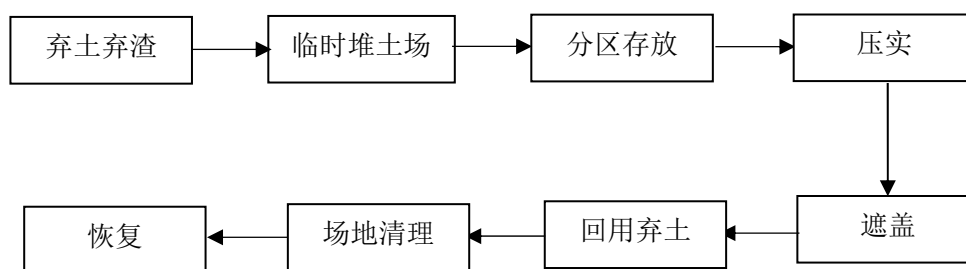 弃土弃渣
临时堆土场
分区存放
压实
遮盖
回用弃土
场地清理
恢复